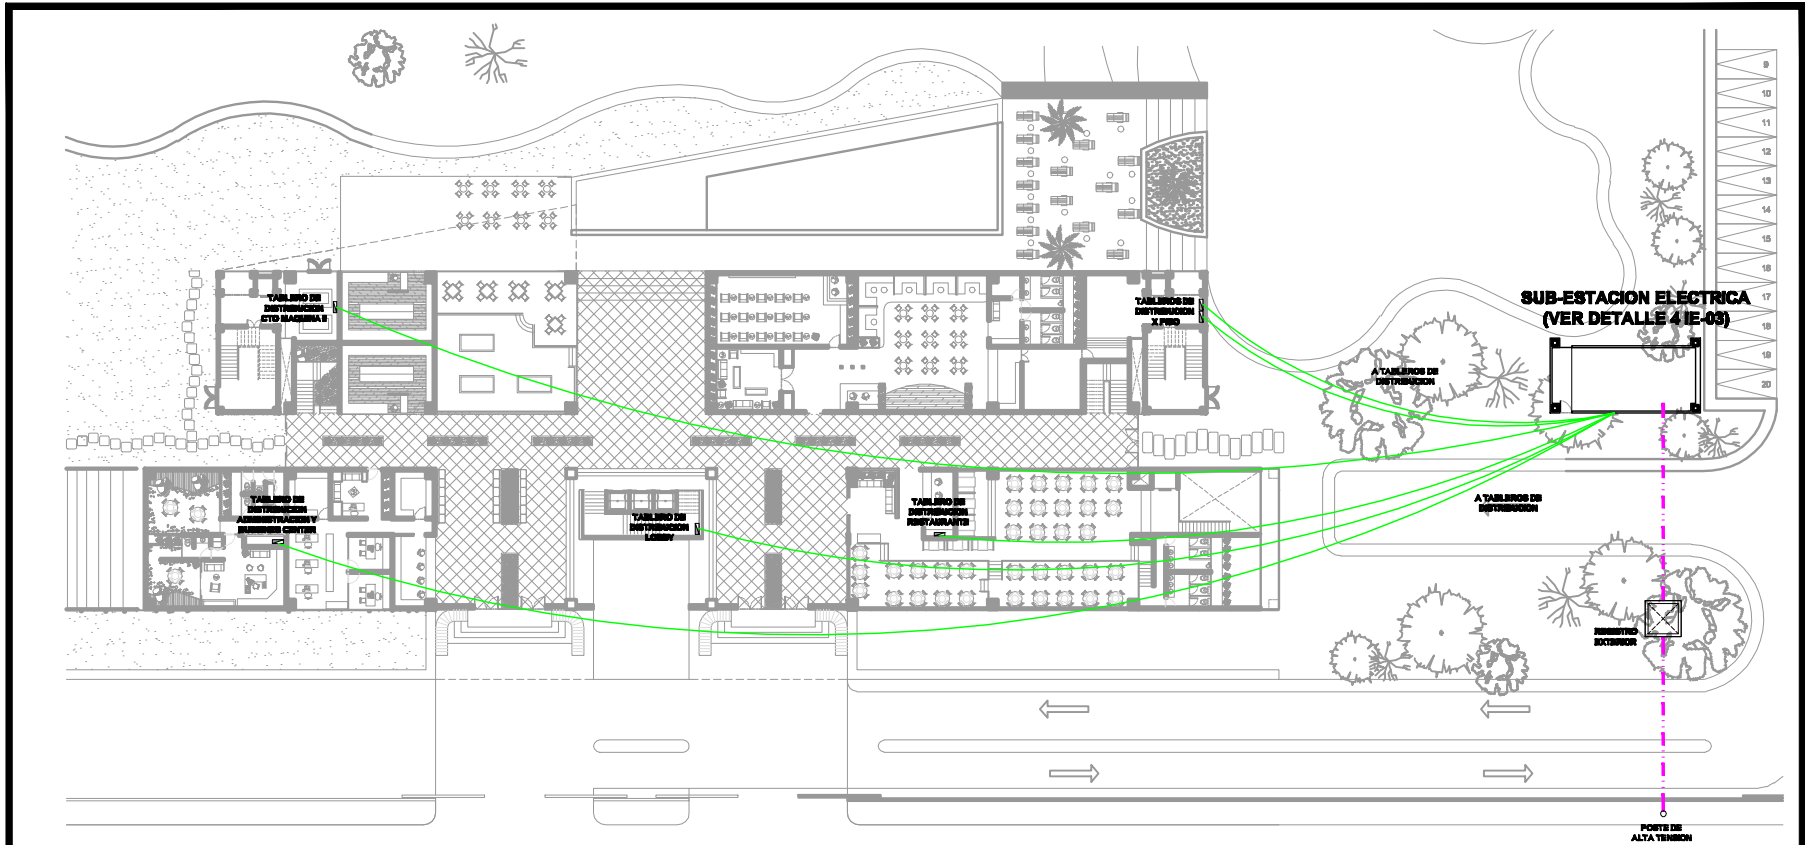 9
10
11
12
13
14
15
16
17
18
19
20
SUB-ESTACION ELECTRICA
(VER DETALLE 4 IE-03)
TABLERO DE
DISTRIBUCION
CTO MAQUINA E
TABLEROS DE
DISTRIBUCION
X PISO
A TABLEROS DE
DISTRIBUCION
TABLERO DE
DISTRIBUCION
ADMINISTRACION Y
BUSINESS CENTER
TABLERO DE
DISTRIBUCION
LOBBY
TABLERO DE
DISTRIBUCION
RESTAURANTE
A TABLEROS DE
DISTRIBUCION
REGISTRO
EXTERIOR
POSTE DE
ALTA TENSION